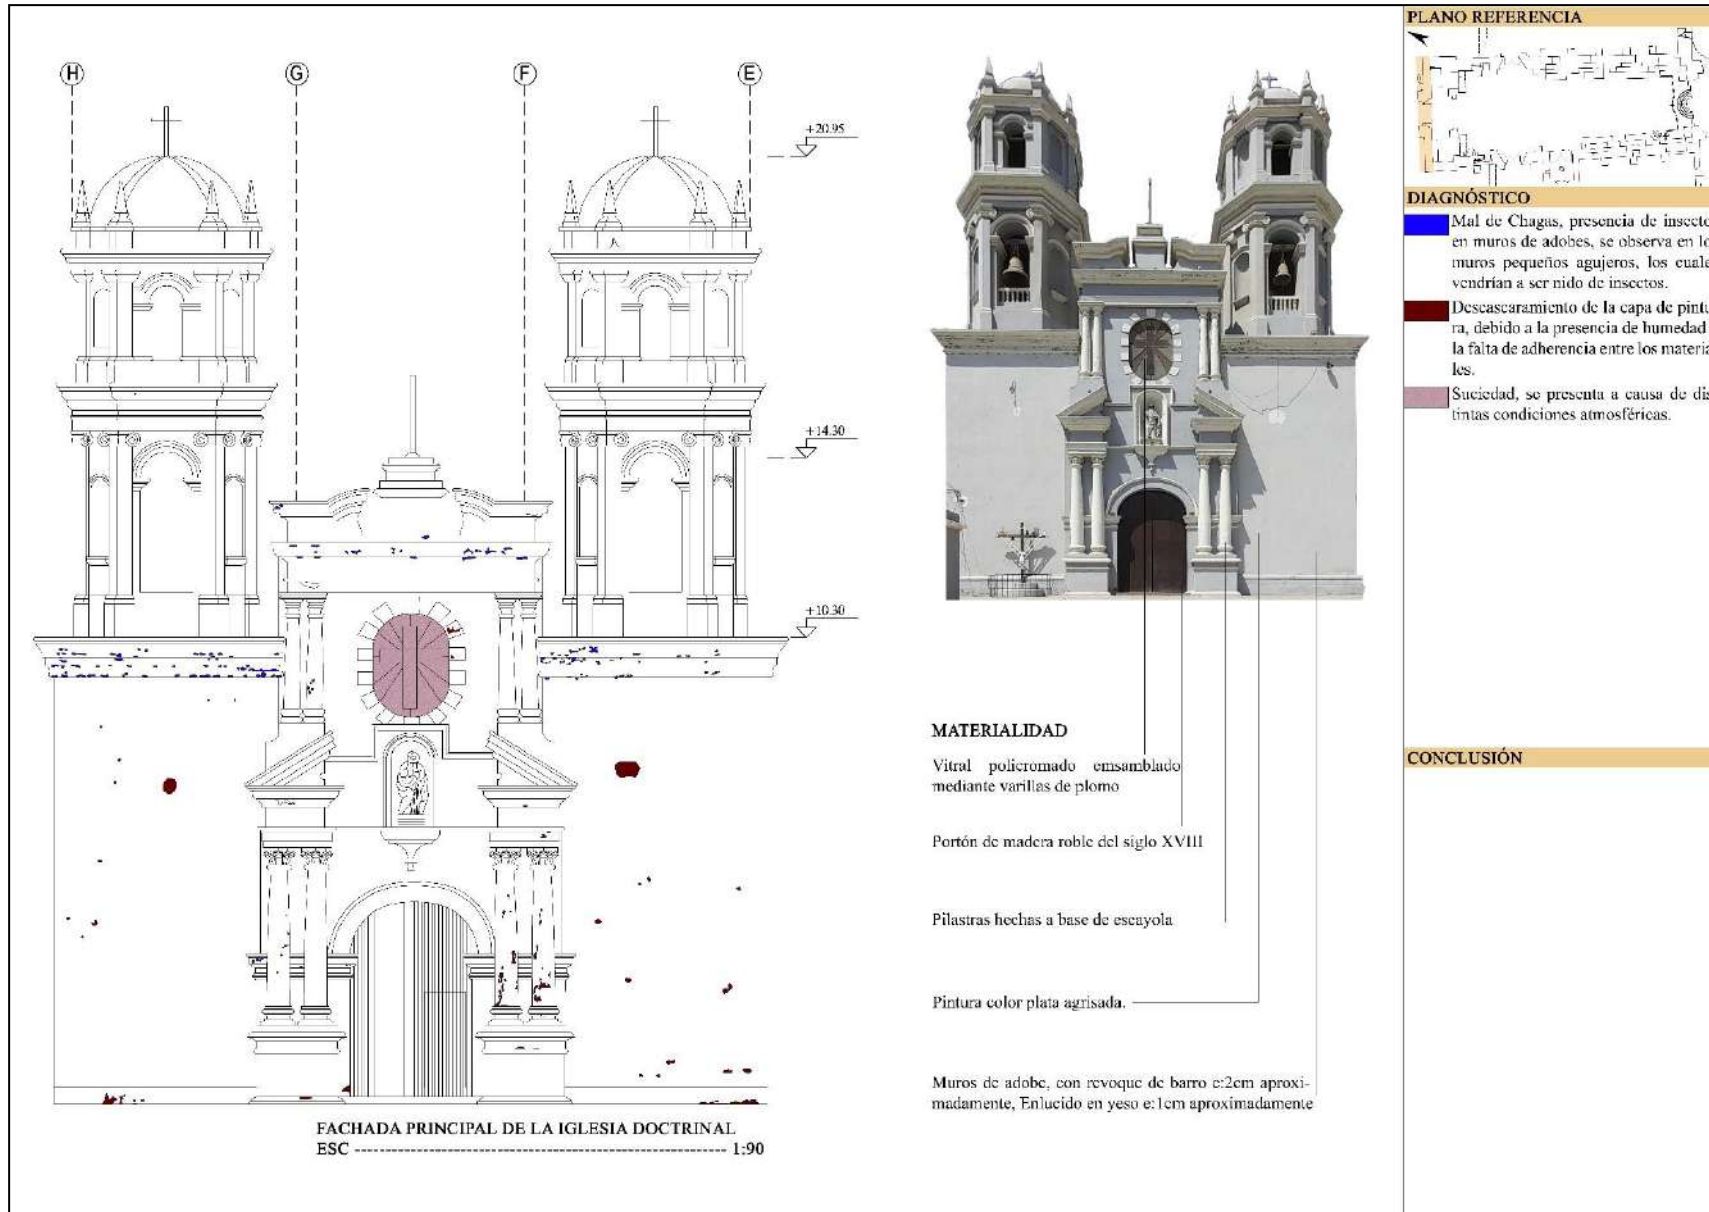 H
G
F
E
+20.95
+14.30
+10.30
FACHADA PRINCIPAL DE LA IGLESIA DOCTRINAL
ESC ---------------------------------------------------------------- 1:90
MATERIALIDAD
Vitral policromado emsamblado
mediante varillas de plomo
Portón de madera roble del siglo XVIII
Pilastras hechas a base de escayola
Pintura color plata agrisada.
Muros de adobe, con revoque de barro e:2cm aproxi-
madamente, Enlucido en yeso e:1cm aproximadamente
PLANO REFERENCIA
DIAGNÓSTICO
Mal de Chagas, presencia de insecto
en muros de adobes, se observa en lo
muros pequeños agujeros, los cuale
vendrían a ser nido de insectos.
Descascaramiento de la capa de pintu
ra, debido a la presencia de humedad
la falta de adherencia entre los materia
les.
Suciedad, se presenta a causa de dis
tintas condiciones atmosféricas.
CONCLUSIÓN